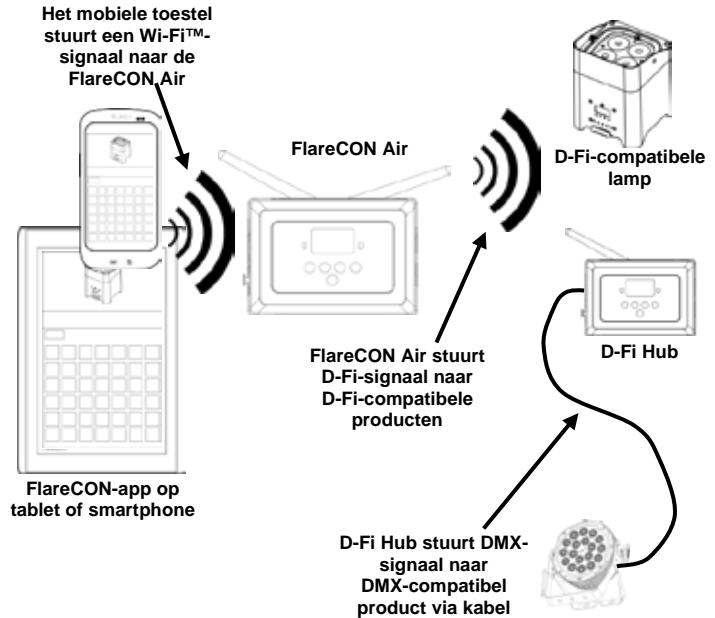 Het mobiele toestel
stuurt een Wi-Fi™-
signaal naar de
FlareCON Air
FlareCON Air
D-Fi-compatibele
lamp
D-Fi Hub
FlareCON Air stuurt
D-Fi-signaal naar
D-Fi-compatibele
producten
FlareCON-app op
tablet of smartphone
D-Fi Hub stuurt DMX-
signaal naar
DMX-compatibel
product via kabel